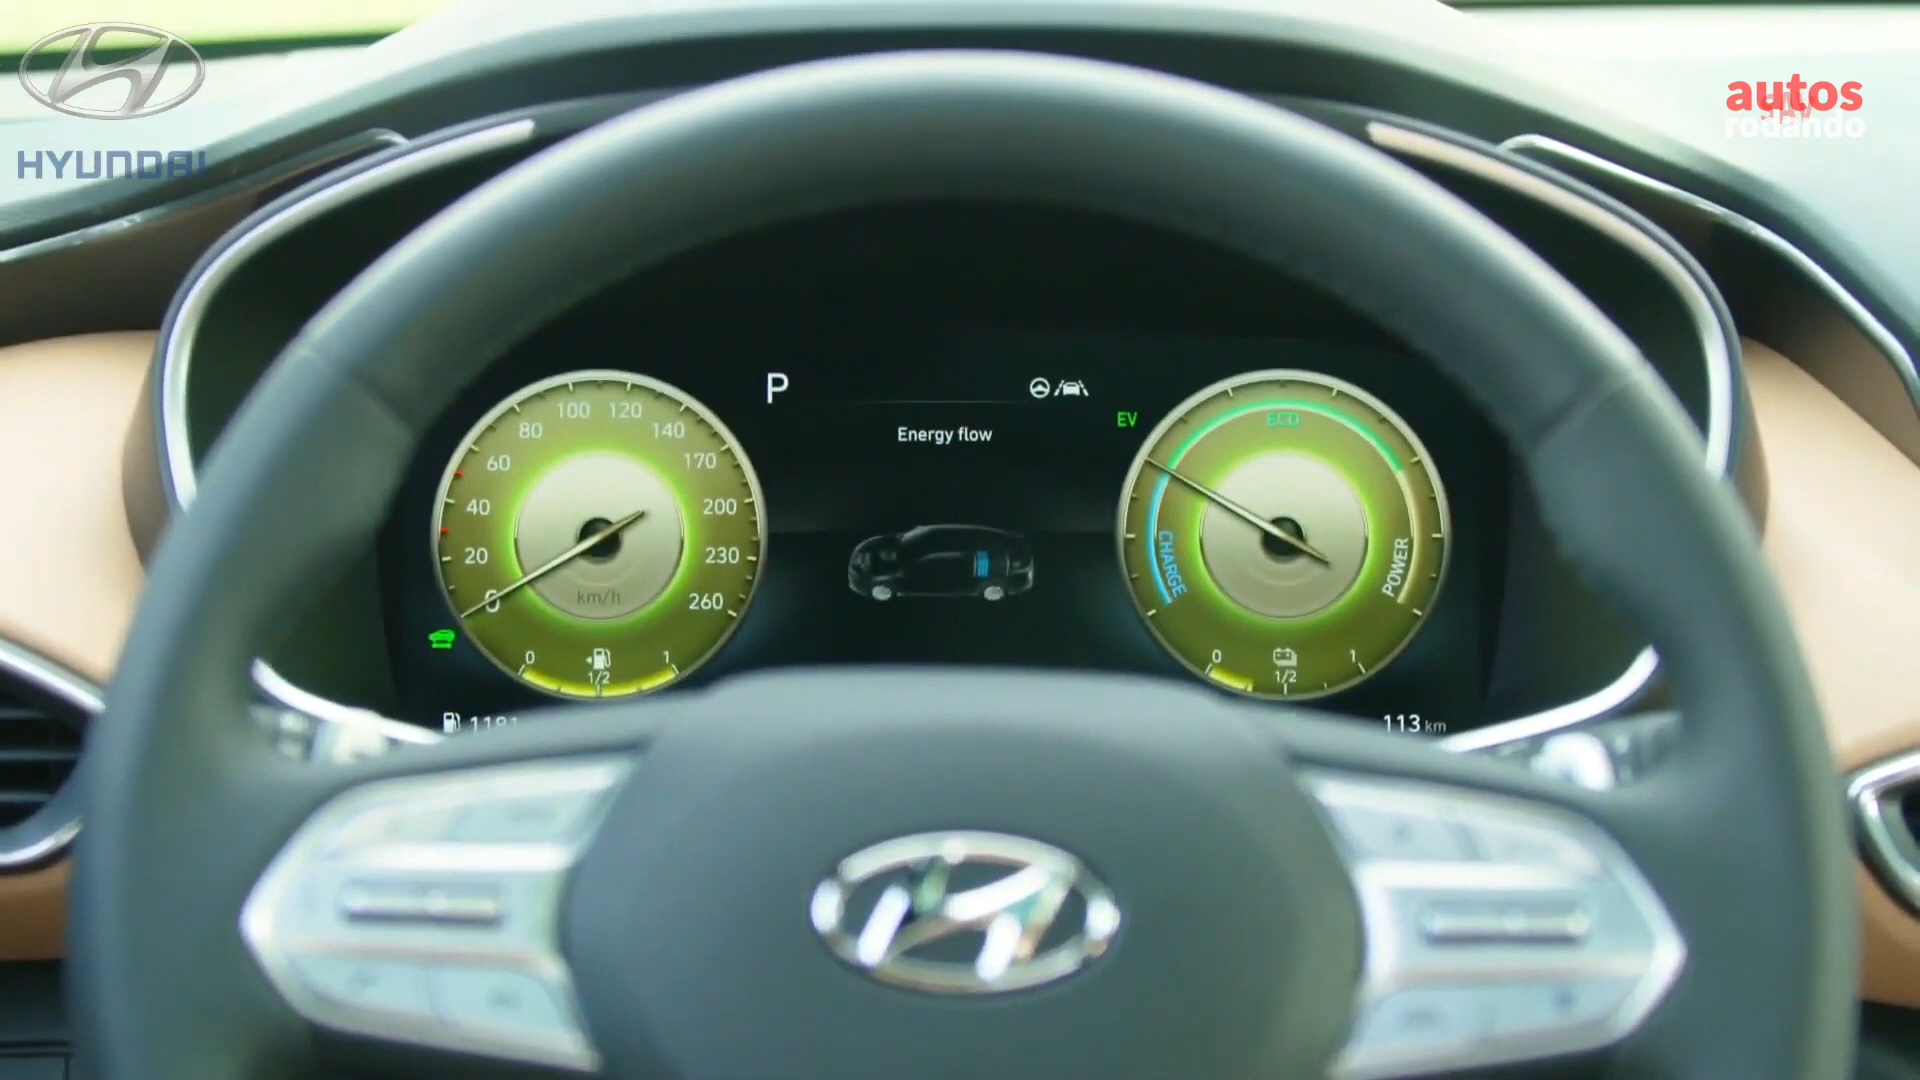 HYUNDAI
autos
rodando
P
Energy flow
EV
100 120
80 140
60 170
40 200
20 230
0 260
km/h
0 1
1/2
ECO
CHARGE
POWER
0 1
1/2
113 km